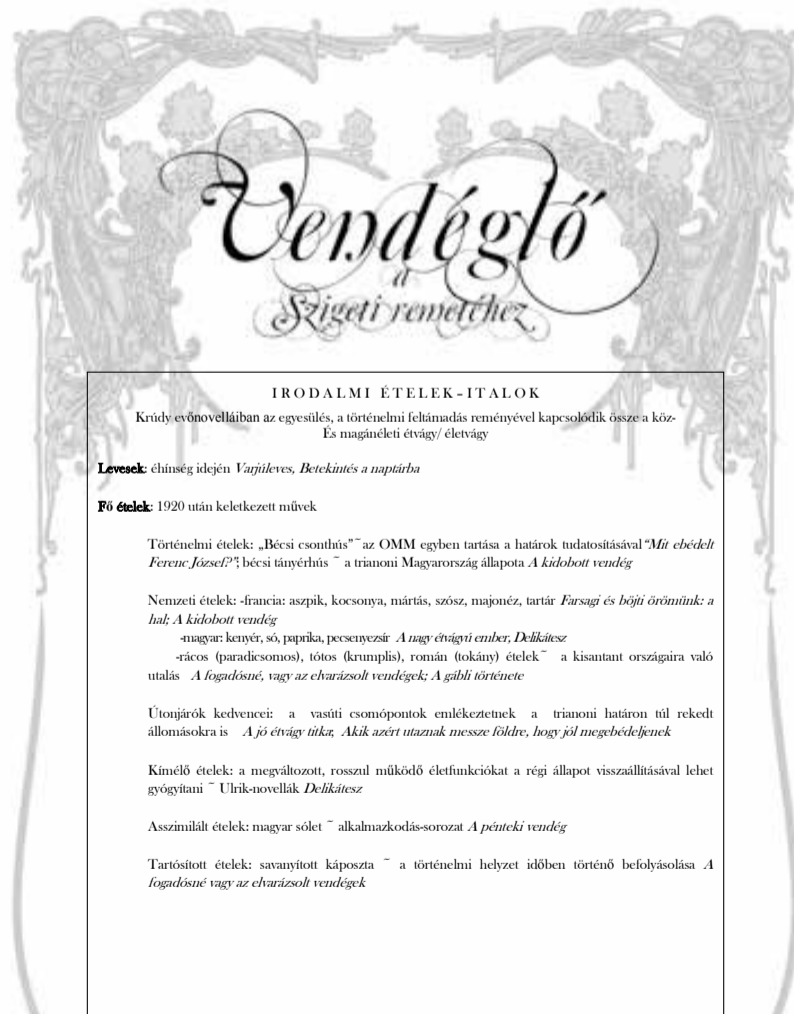 Vendéglő
a
Szigeti remetéhez
IRODALMI ÉTELEK-ITALOK
Krúdy evőnovelláiban az egyesülés, a történelmi feltámadás reményével kapcsolódik össze a köz-
És magánéleti étvágy/ életvágy
Levesek: éhínség idején Varjúleves, Betekintés a naptárba
Fő ételek: 1920 után keletkezett művek
Történelmi ételek: „Bécsi csonthús” ~ az OMM egyben tartása a határok tudatosításával “Mit ebédelt
Ferenc József?”; bécsi tányérhús ~ a trianoni Magyarország állapota A kidobott vendég
Nemzeti ételek: -francia: aszpik, kocsonya, mártás, szósz, majonéz, tartár Farsagi és böjti örömünk: a
hal; A kidobott vendég
-magyar: kenyér, só, paprika, pecsenyezsír A nagy étvágyú ember, Delikátesz
-rácos (paradicsomos), tótos (krumplis), román (tokány) ételek ~ a kisantant országaira való
utalás A fogadósné, vagy az elvarázsolt vendégek; A gábli története
Útonjárók kedvencei: a vasúti csomópontok emlékeztetnek a trianoni határon túl rekedt
állomásokra is A jó étvágy titka; Akik azért utaznak messze földre, hogy jól megebédeljenek
Kímélő ételek: a megváltozott, rosszul működő életfunkciókat a régi állapot visszaállításával lehet
gyógyítani ~ Ulrik-novellák Delikátesz
Asszimilált ételek: magyar sólet ~ alkalmazkodás-sorozat A pénteki vendég
Tartósított ételek: savanyított káposzta ~ a történelmi helyzet időben történő befolyásolása A
fogadósné vagy az elvarázsolt vendégek